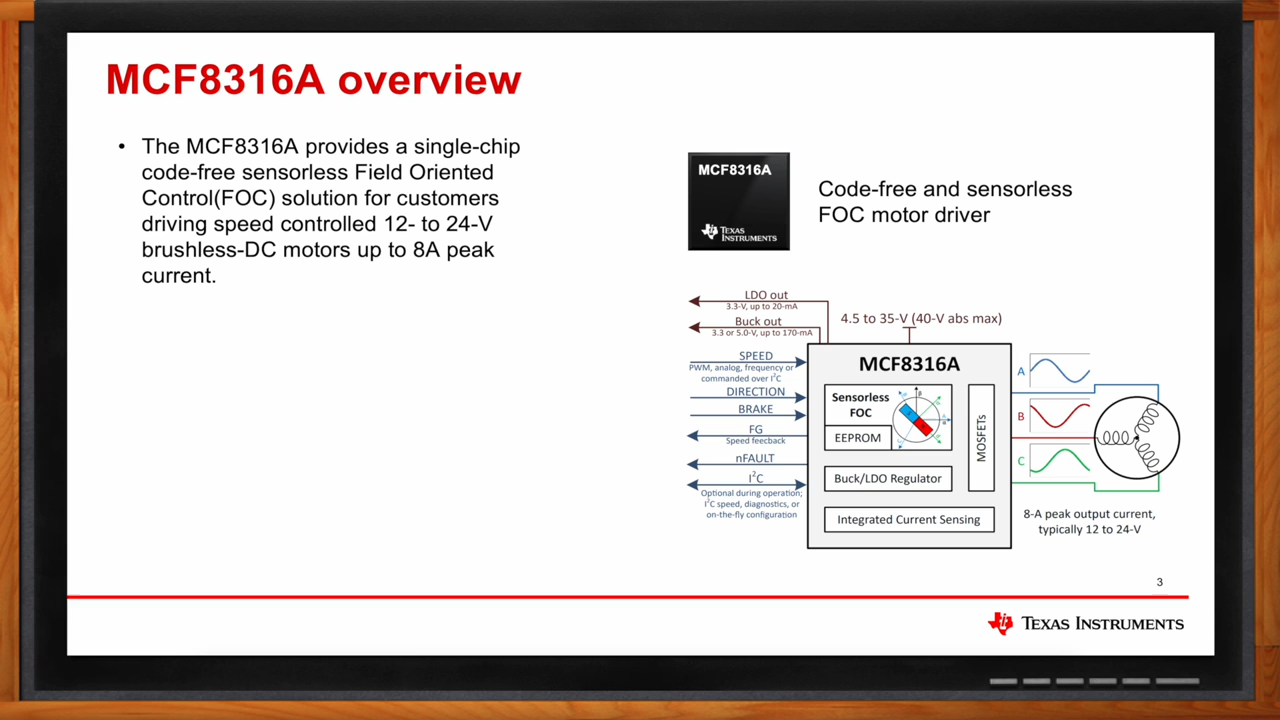 MCF8316A overview
• The MCF8316A provides a single-chip
code-free sensorless Field Oriented
Control(FOC) solution for customers
driving speed controlled 12- to 24-V
brushless-DC motors up to 8A peak
current.
MCF8316A
TEXAS
INSTRUMENTS
Code-free and sensorless
FOC motor driver
LDO out
3.3-V, up to 20-mA
Buck out
3.3 or 5.0-V, up to 170-mA
4.5 to 35-V (40-V abs max)
SPEED
PWM, analog, frequency or
commanded over I²C
DIRECTION
BRAKE
FG
Speed feecback
nFAULT
I²C
Optional during operation;
I²C speed, diagnostics, or
on-the-fly configuration
MCF8316A
Sensorless
FOC
EEPROM
MOSFETs
Buck/LDO Regulator
Integrated Current Sensing
A
B
C
8-A peak output current,
typically 12 to 24-V
3
TEXAS INSTRUMENTS